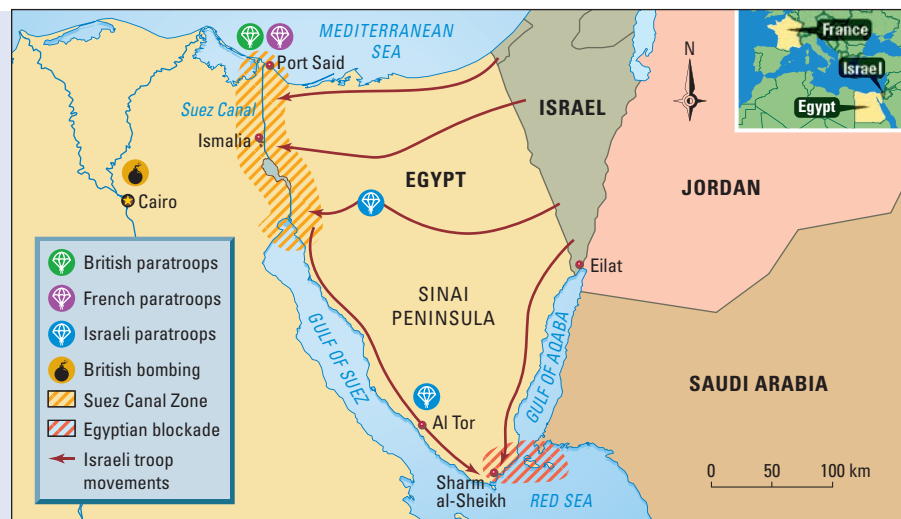 MEDITERRANEAN
SEA
Port Said
Suez Canal
Ismalia
Cairo
EGYPT
ISRAEL
JORDAN
N
France
Israel
Egypt
Eilat
SINAI
PENINSULA
GULF OF SUEZ
GULF OF AQABA
SAUDI ARABIA
Al Tor
Sharm
al-Sheikh
RED SEA
0 50 100 km
British paratroops
French paratroops
Israeli paratroops
British bombing
Suez Canal Zone
Egyptian blockade
Israeli troop
movements